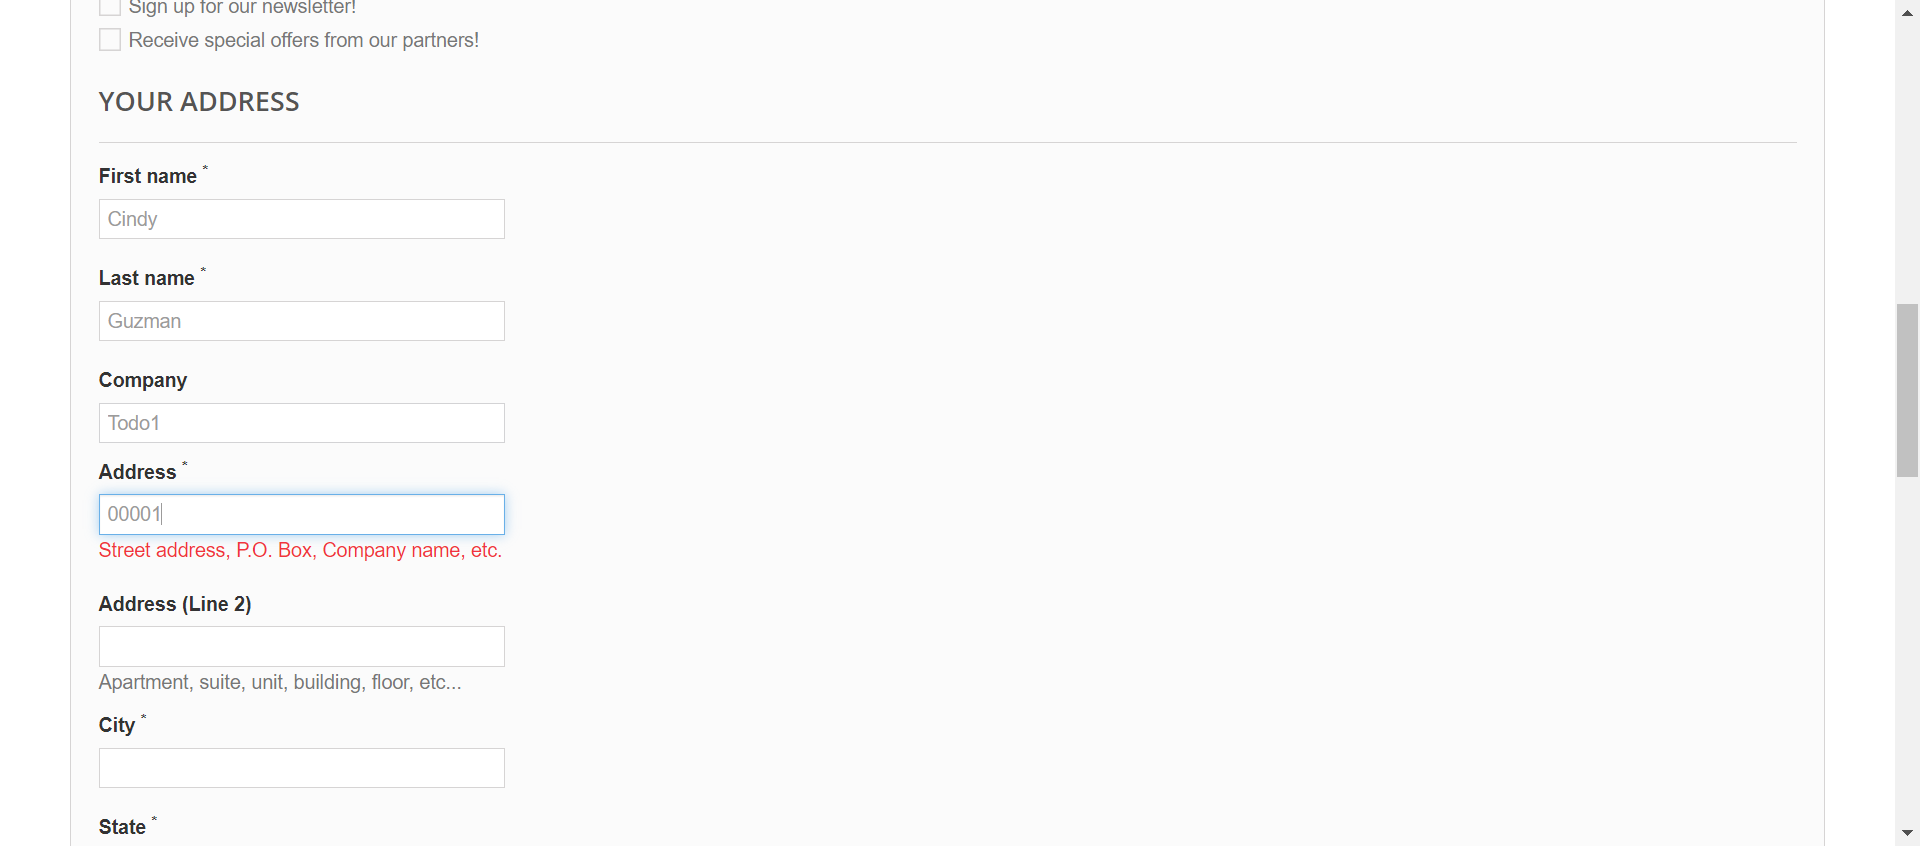 Sign up for our newsletter!
Receive special offers from our partners!
YOUR ADDRESS
First name *
Cindy
Last name *
Guzman
Company
Todo1
Address *
00001
Street address, P.O. Box, Company name, etc.
Address (Line 2)
Apartment, suite, unit, building, floor, etc...
City *
State *